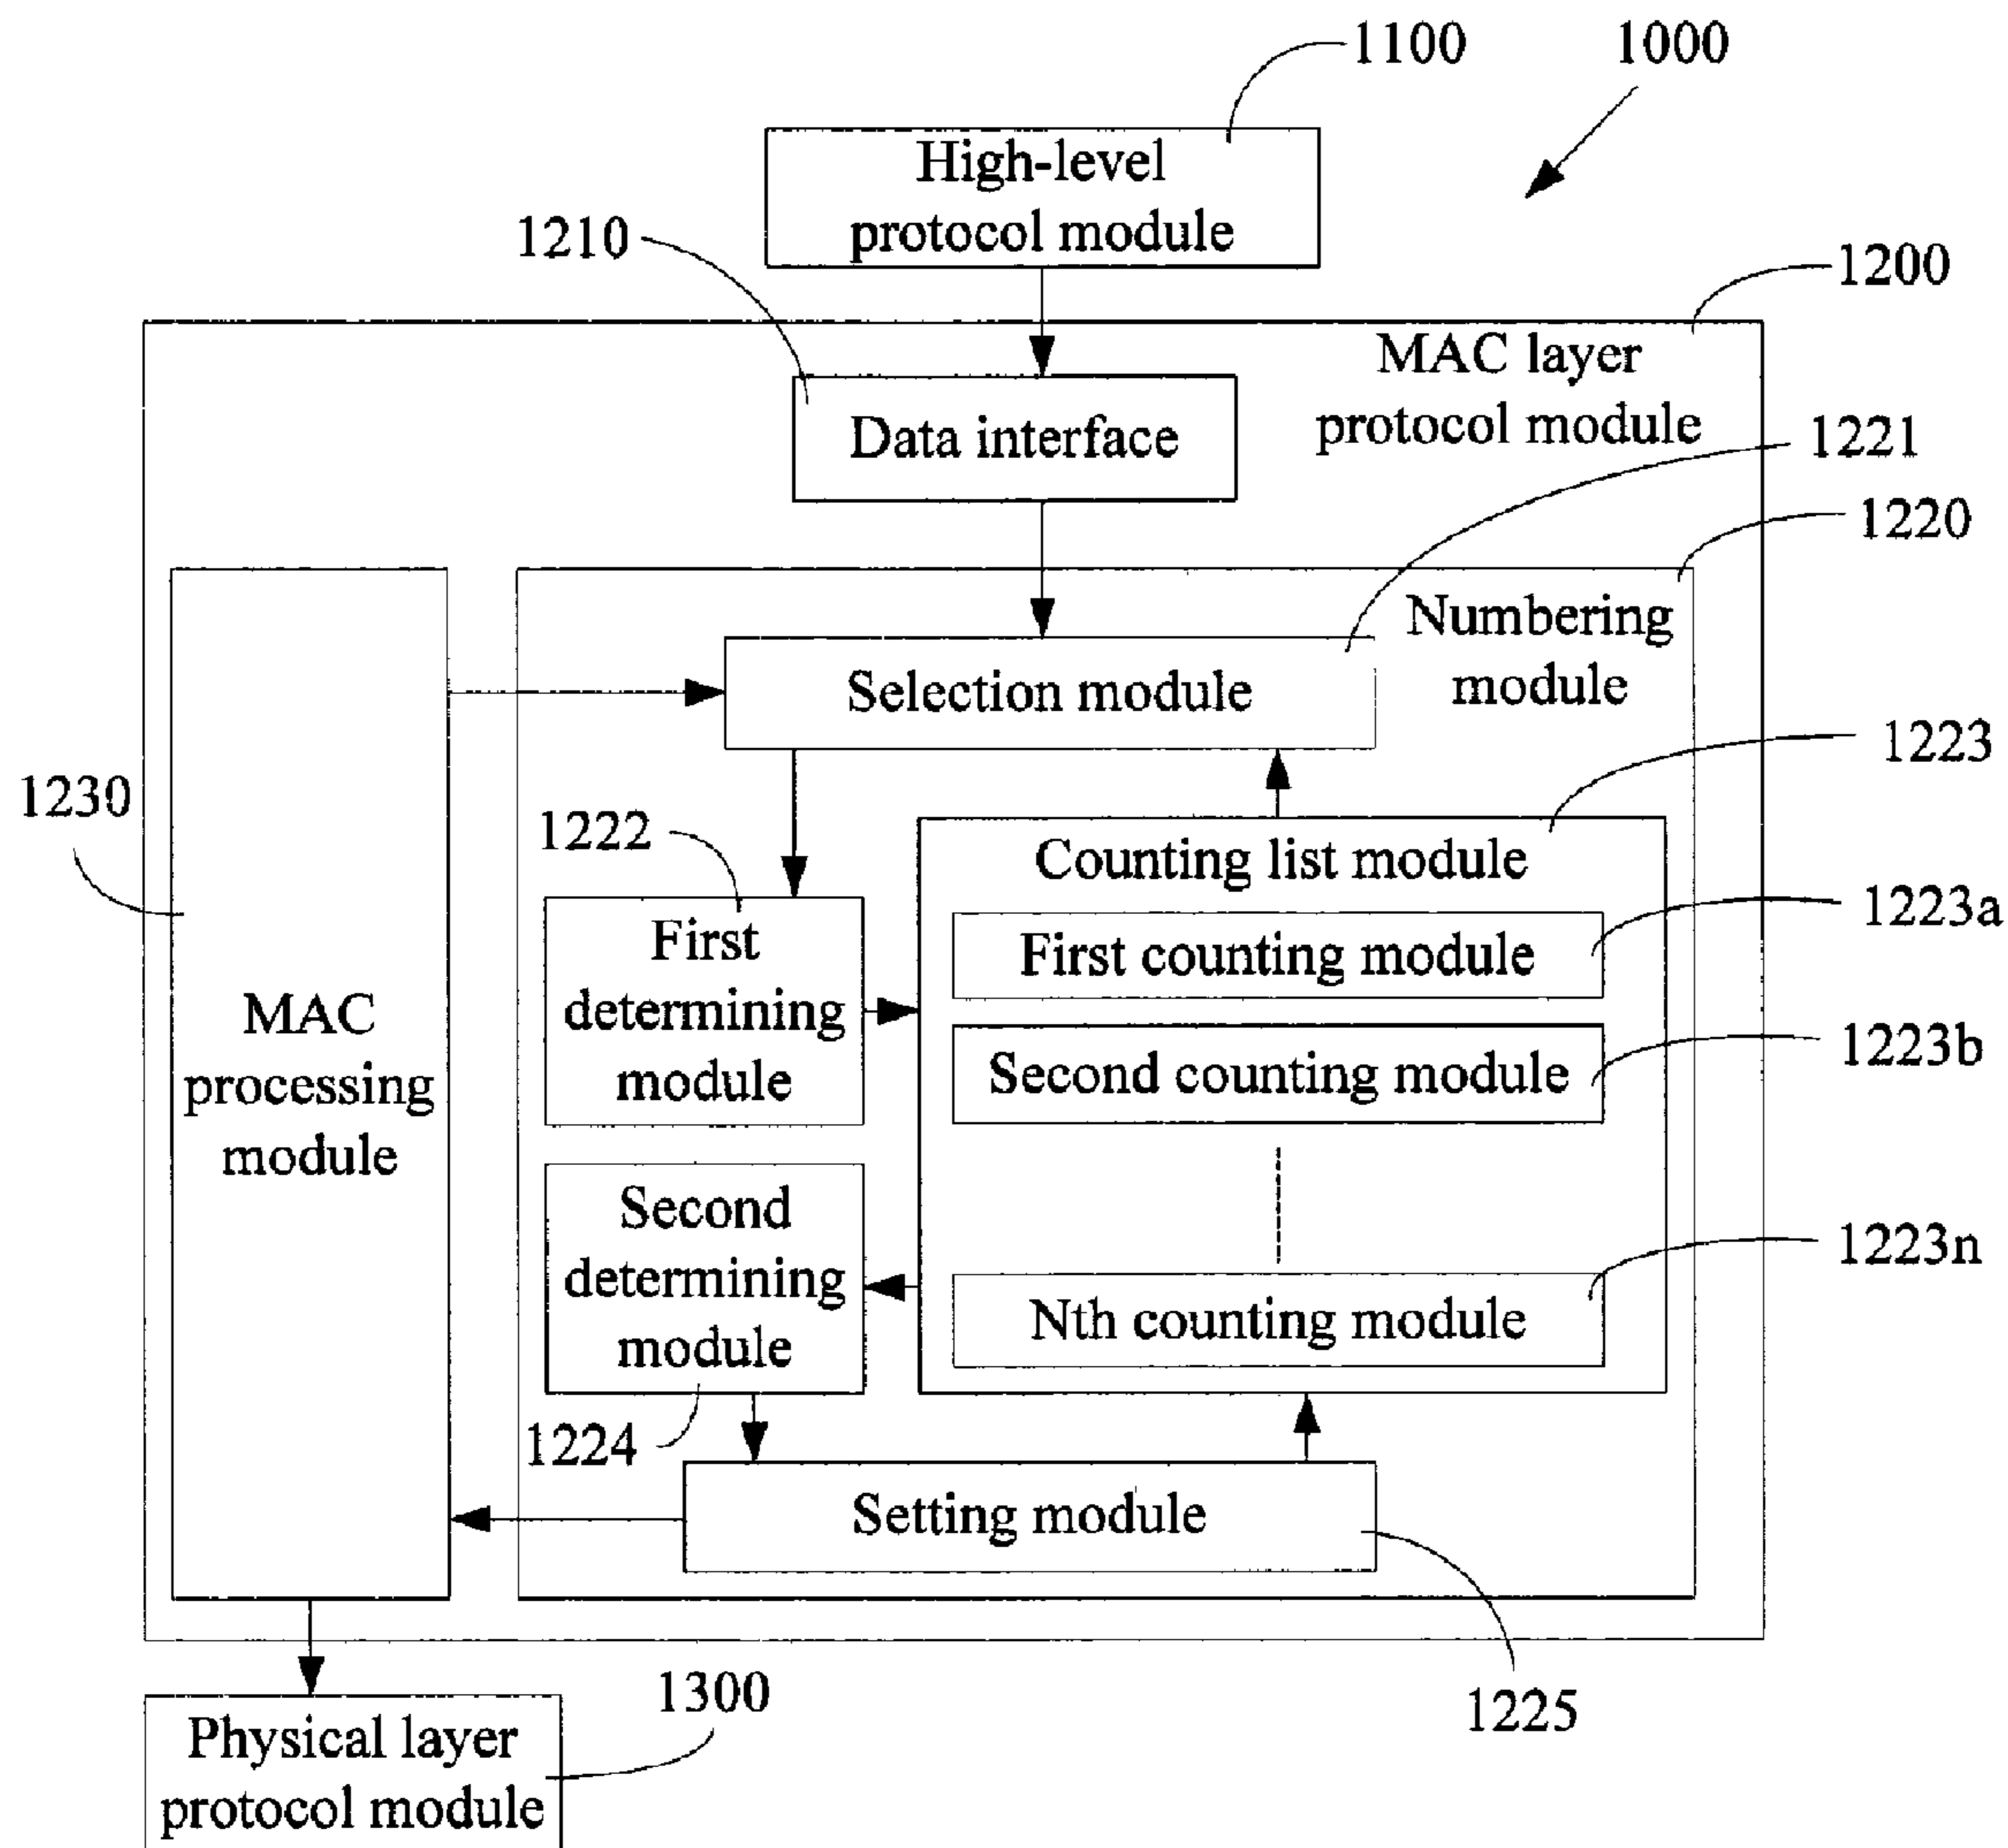 1100
1000
High-level
protocol module
1210
1200
MAC layer
protocol module
Data interface
1221
1220
Numbering
module
Selection module
1223
1230
1222
Counting list module
1223a
First
determining
module
First counting module
MAC
processing
module
1223b
Second counting module
Second
determining
module
1223n
Nth counting module
1224
Setting module
1225
1300
Physical layer
protocol module